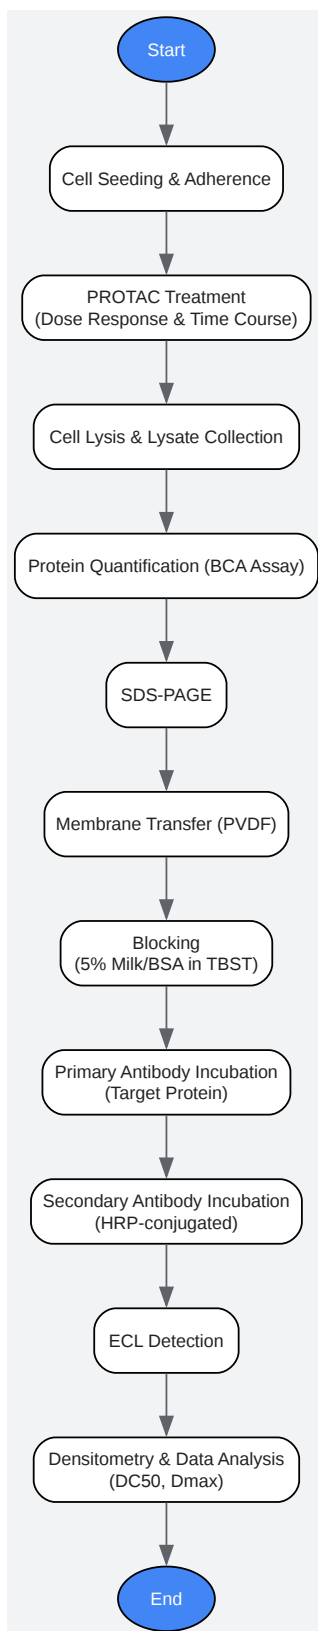 Start
Cell Seeding & Adherence
PROTAC Treatment
(Dose Response & Time Course)
Cell Lysis & Lysate Collection
Protein Quantification (BCA Assay)
SDS-PAGE
Membrane Transfer (PVDF)
Blocking
(5% Milk/BSA in TBST)
Primary Antibody Incubation
(Target Protein)
Secondary Antibody Incubation
(HRP-conjugated)
ECL Detection
Densitometry & Data Analysis
(DC50, Dmax)
End